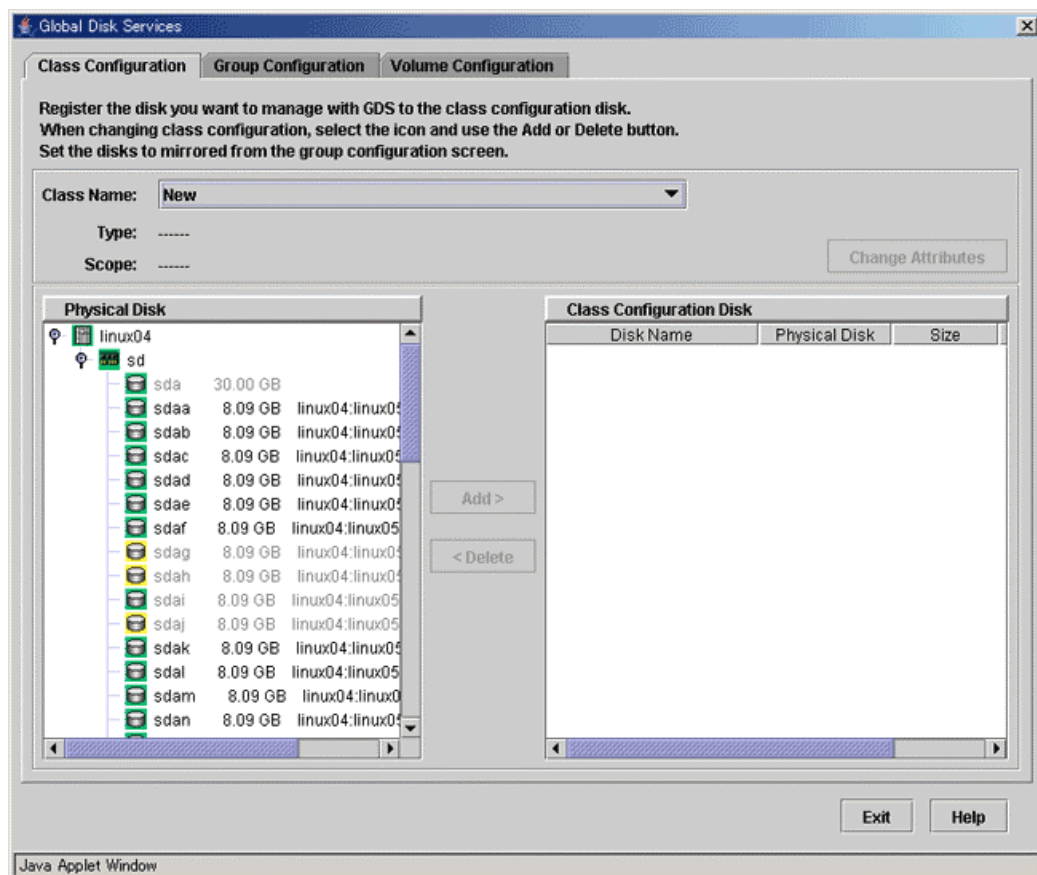 Global Disk Services
Class Configuration Group Configuration Volume Configuration
Register the disk you want to manage with GDS to the class configuration disk.
When changing class configuration, select the icon and use the Add or Delete button.
Set the disks to mirrored from the group configuration screen.
Class Name: New
Type: ------
Scope: ------
Change Attributes
Physical Disk
linux04
sd
sda 30.00 GB
sdaa 8.09 GB linux04:linux05
sdab 8.09 GB linux04:linux05
sdac 8.09 GB linux04:linux05
sdad 8.09 GB linux04:linux05
sdae 8.09 GB linux04:linux05
sdaf 8.09 GB linux04:linux05
sdag 8.09 GB linux04:linux05
sdah 8.09 GB linux04:linux05
sdai 8.09 GB linux04:linux05
sdaj 8.09 GB linux04:linux05
sdak 8.09 GB linux04:linux05
sdal 8.09 GB linux04:linux05
sdam 8.09 GB linux04:linux0
sdan 8.09 GB linux04:linux05
Add >
< Delete
Class Configuration Disk
Disk Name Physical Disk Size
Exit Help
Java Applet Window